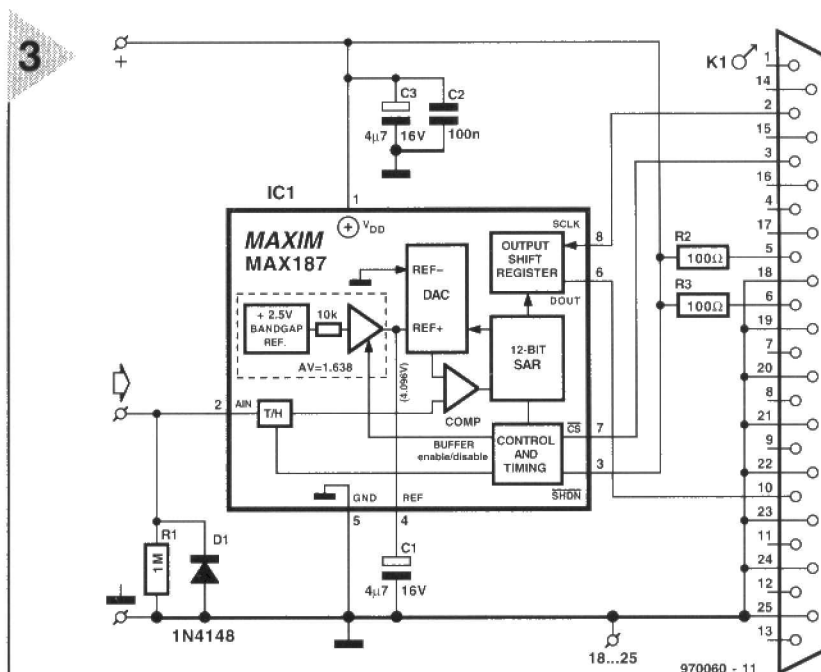 3
+
K1
1
14
2
15
3
16
4
17
5
18
6
19
7
20
8
21
9
22
10
23
11
24
12
25
13
C3
C2
4µ7
16V
100n
IC1
1
VDD
MAXIM
MAX187
SCLK
8
OUTPUT
SHIFT
REGISTER
6
DOUT
R2
100Ω
R3
100Ω
REF–
DAC
REF+
+ 2.5V
BANDGAP
REF.
10k
AV=1.638
(4.096V)
12-BIT
SAR
2
AIN
T/H
COMP
BUFFER
enable/disable
CONTROL
AND
TIMING
CS
7
3
SHDN
GND
REF
5
4
R1
1M
D1
C1
4µ7
16V
1N4148
18...25
970060 - 11